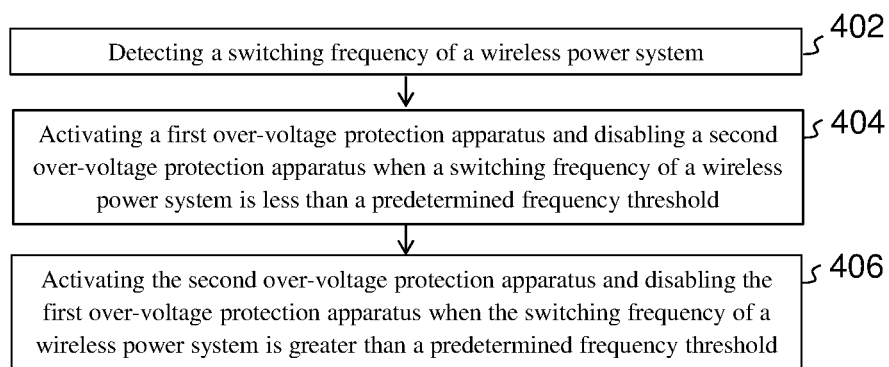 402
Detecting a switching frequency of a wireless power system
404
Activating a first over-voltage protection apparatus and disabling a second
over-voltage protection apparatus when a switching frequency of a wireless
power system is less than a predetermined frequency threshold
406
Activating the second over-voltage protection apparatus and disabling the
first over-voltage protection apparatus when the switching frequency of a
wireless power system is greater than a predetermined frequency threshold